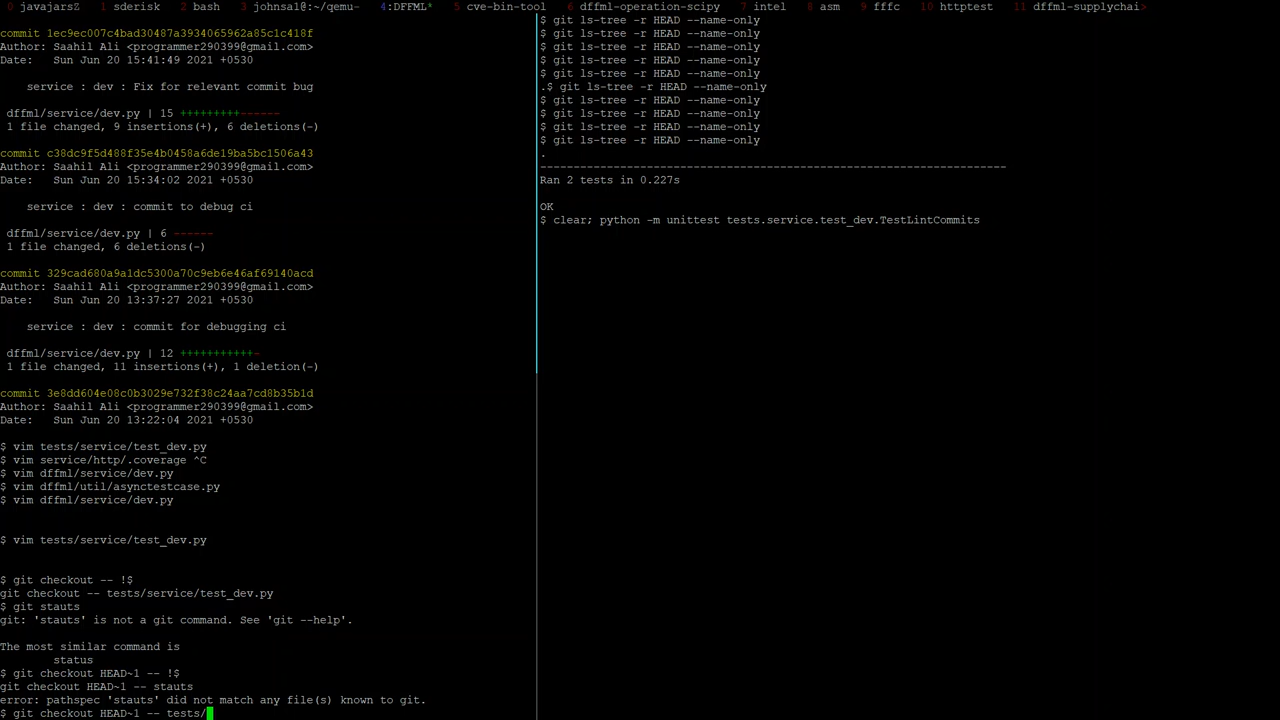 0 javajarsZ 1 sderisk 2 bash 3 johnsal@:~/qemu- 4:DFFML* 5 cve-bin-tool 6 dffml-operation-scipy 7 intel 8 asm 9 fffc 10 httptest 11 dffml-supplychai>
commit 1ec9ec007c4bad30487a3934065962a85c1c418f
Author: Saahil Ali <programmer290399@gmail.com>
Date:   Sun Jun 20 15:41:49 2021 +0530
service : dev : Fix for relevant commit bug
dffml/service/dev.py | 15 +++++++++------
1 file changed, 9 insertions(+), 6 deletions(-)
commit c38dc9f5d488f35e4b0458a6de19ba5bc1506a43
Author: Saahil Ali <programmer290399@gmail.com>
Date:   Sun Jun 20 15:34:02 2021 +0530
service : dev : commit to debug ci
dffml/service/dev.py | 6 ------
1 file changed, 6 deletions(-)
commit 329cad680a9a1dc5300a70c9eb6e46af69140acd
Author: Saahil Ali <programmer290399@gmail.com>
Date:   Sun Jun 20 13:37:27 2021 +0530
service : dev : commit for debugging ci
dffml/service/dev.py | 12 +++++++++++-
1 file changed, 11 insertions(+), 1 deletion(-)
commit 3e8dd604e08c0b3029e732f38c24aa7cd8b35b1d
Author: Saahil Ali <programmer290399@gmail.com>
Date:   Sun Jun 20 13:22:04 2021 +0530
$ vim tests/service/test_dev.py
$ vim service/http/.coverage ^C
$ vim dffml/service/dev.py
$ vim dffml/util/asynctestcase.py
$ vim dffml/service/dev.py
$ vim tests/service/test_dev.py
$ git checkout -- !$
git checkout -- tests/service/test_dev.py
$ git stauts
git: 'stauts' is not a git command. See 'git --help'.
The most similar command is
status
$ git checkout HEAD~1 -- !$
git checkout HEAD~1 -- stauts
error: pathspec 'stauts' did not match any file(s) known to git.
$ git checkout HEAD~1 -- tests/
$ git ls-tree -r HEAD --name-only
$ git ls-tree -r HEAD --name-only
$ git ls-tree -r HEAD --name-only
$ git ls-tree -r HEAD --name-only
$ git ls-tree -r HEAD --name-only
.$ git ls-tree -r HEAD --name-only
$ git ls-tree -r HEAD --name-only
$ git ls-tree -r HEAD --name-only
$ git ls-tree -r HEAD --name-only
$ git ls-tree -r HEAD --name-only
.
----------------------------------------------------------------------
Ran 2 tests in 0.227s
OK
$ clear; python -m unittest tests.service.test_dev.TestLintCommits